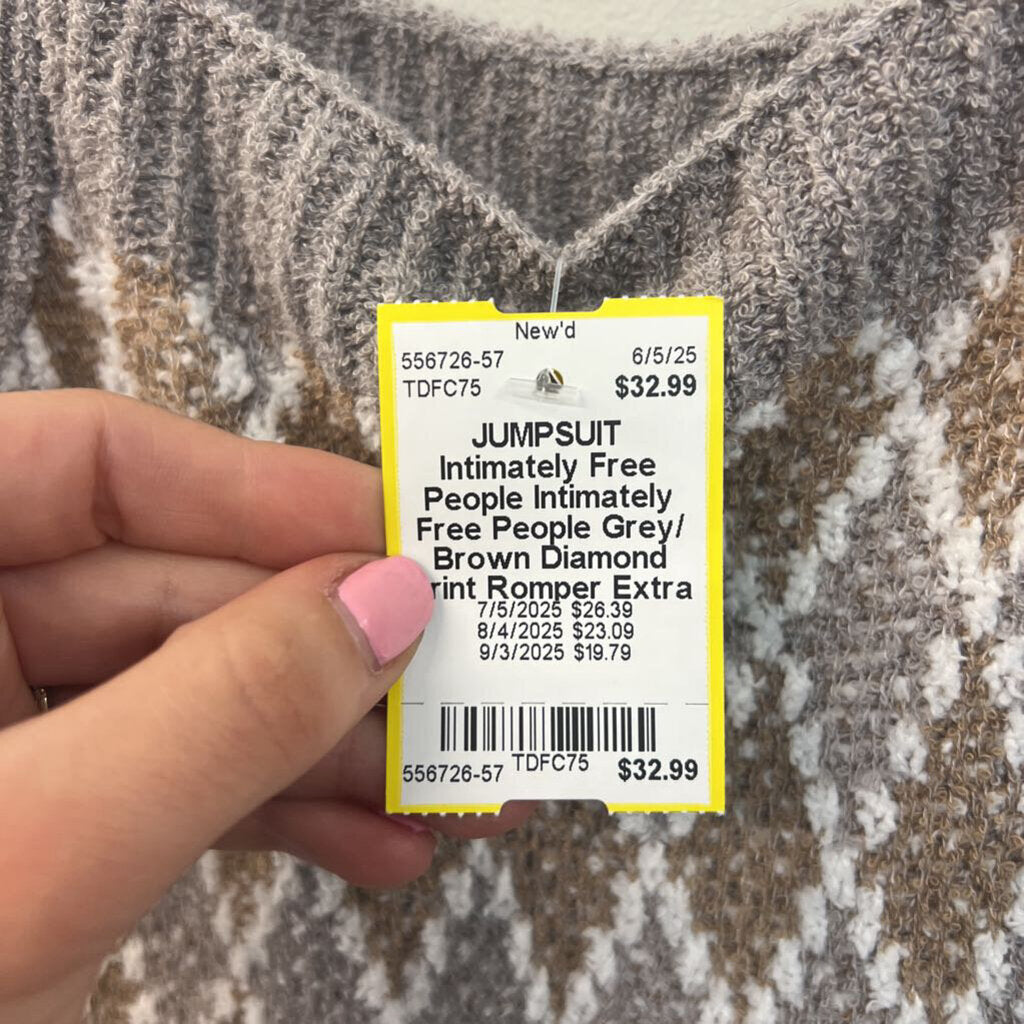 New'd
556726-57 6/5/25
TDFC75 $32.99
JUMPSUIT
Intimately Free
People Intimately
Free People Grey/
Brown Diamond
rint Romper Extra
7/5/2025 $26.39
8/4/2025 $23.09
9/3/2025 $19.79
556726-57 TDFC75 $32.99